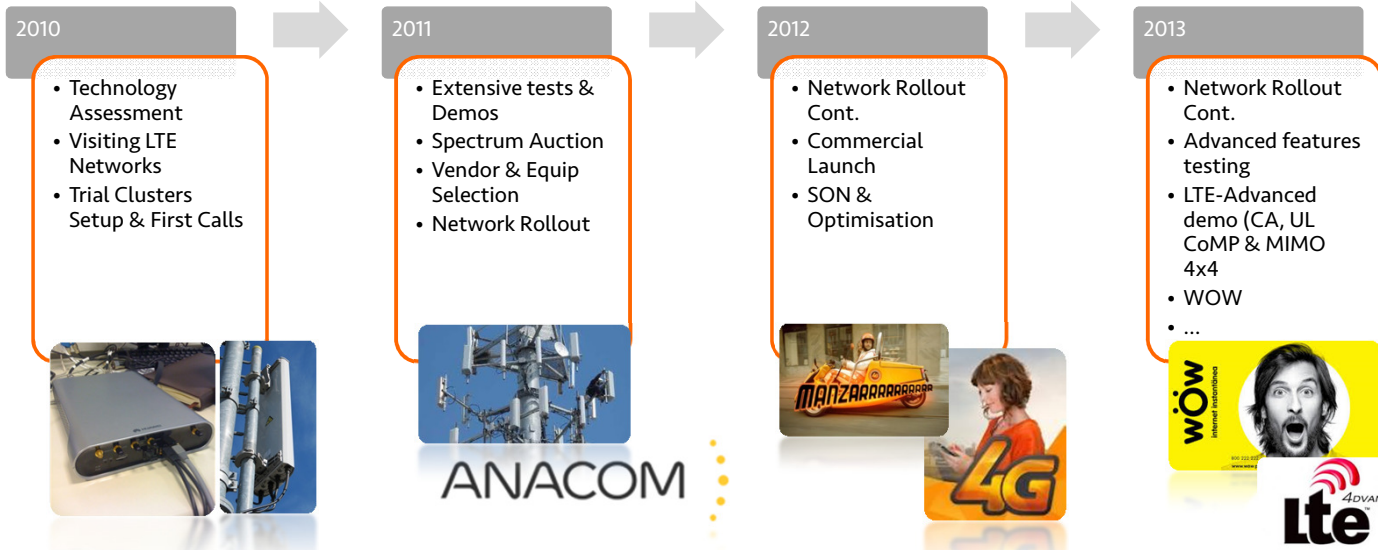 2010
• Technology
Assessment
• Visiting LTE
Networks
• Trial Clusters
Setup & First Calls
2011
• Extensive tests &
Demos
• Spectrum Auction
• Vendor & Equip
Selection
• Network Rollout
ANACOM
2012
• Network Rollout
Cont.
• Commercial
Launch
• SON &
Optimisation
MANZARRRRRRRRR
4G
2013
• Network Rollout
Cont.
• Advanced features
testing
• LTE-Advanced
demo (CA, UL
CoMP & MIMO
4x4
• WOW
• ...
WÖW
internet instantânea
Lte